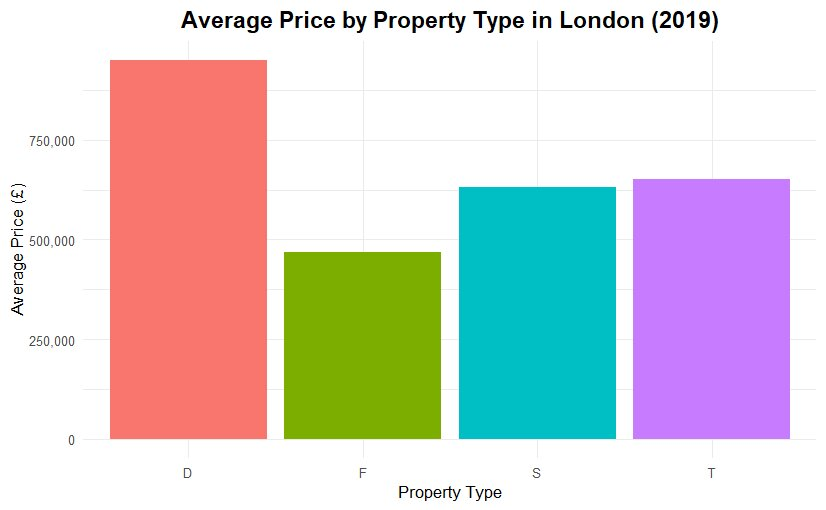 Average Price by Property Type in London (2019)
Average Price (£)
750,000
500,000
250,000
0
D F S T
Property Type